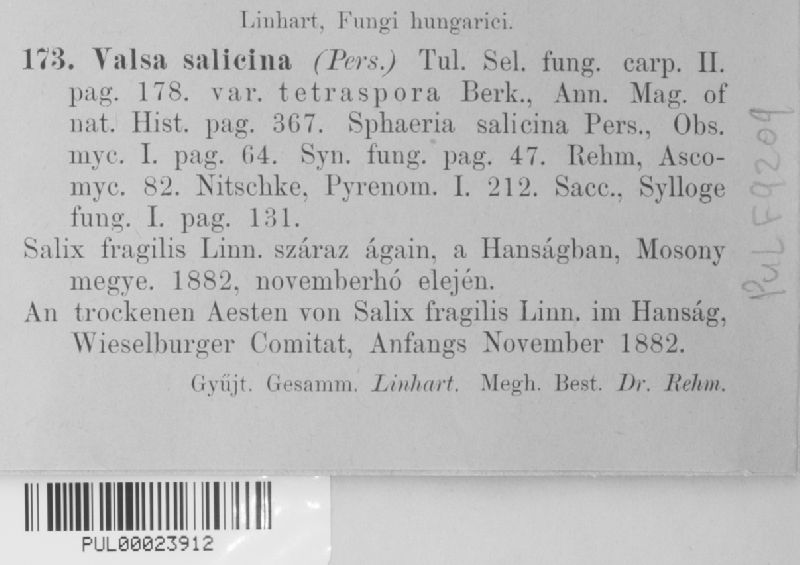 Linhart, Fungi hungarici.
173. Valsa salicina (Pers.) Tul. Sel. fung. carp. II.
pag. 178. var. tetraspora Berk., Ann. Mag. of
nat. Hist. pag. 367. Sphaeria salicina Pers., Obs.
myc. I. pag. 64. Syn. fung. pag. 47. Rehm, Asco-
myc. 82. Nitschke, Pyrenom. I. 212. Sacc., Sylloge
fung. I. pag. 131.
Salix fragilis Linn. száraz ágain, a Hanságban, Mosony
megye. 1882, novemberhó elején.
An trockenen Aesten von Salix fragilis Linn. im Hanság,
Wieselburger Comitat, Anfangs November 1882.
Gyűjt. Gesamm. Linhart. Megh. Best. Dr. Rehm.
PUL F9209
PUL00023912